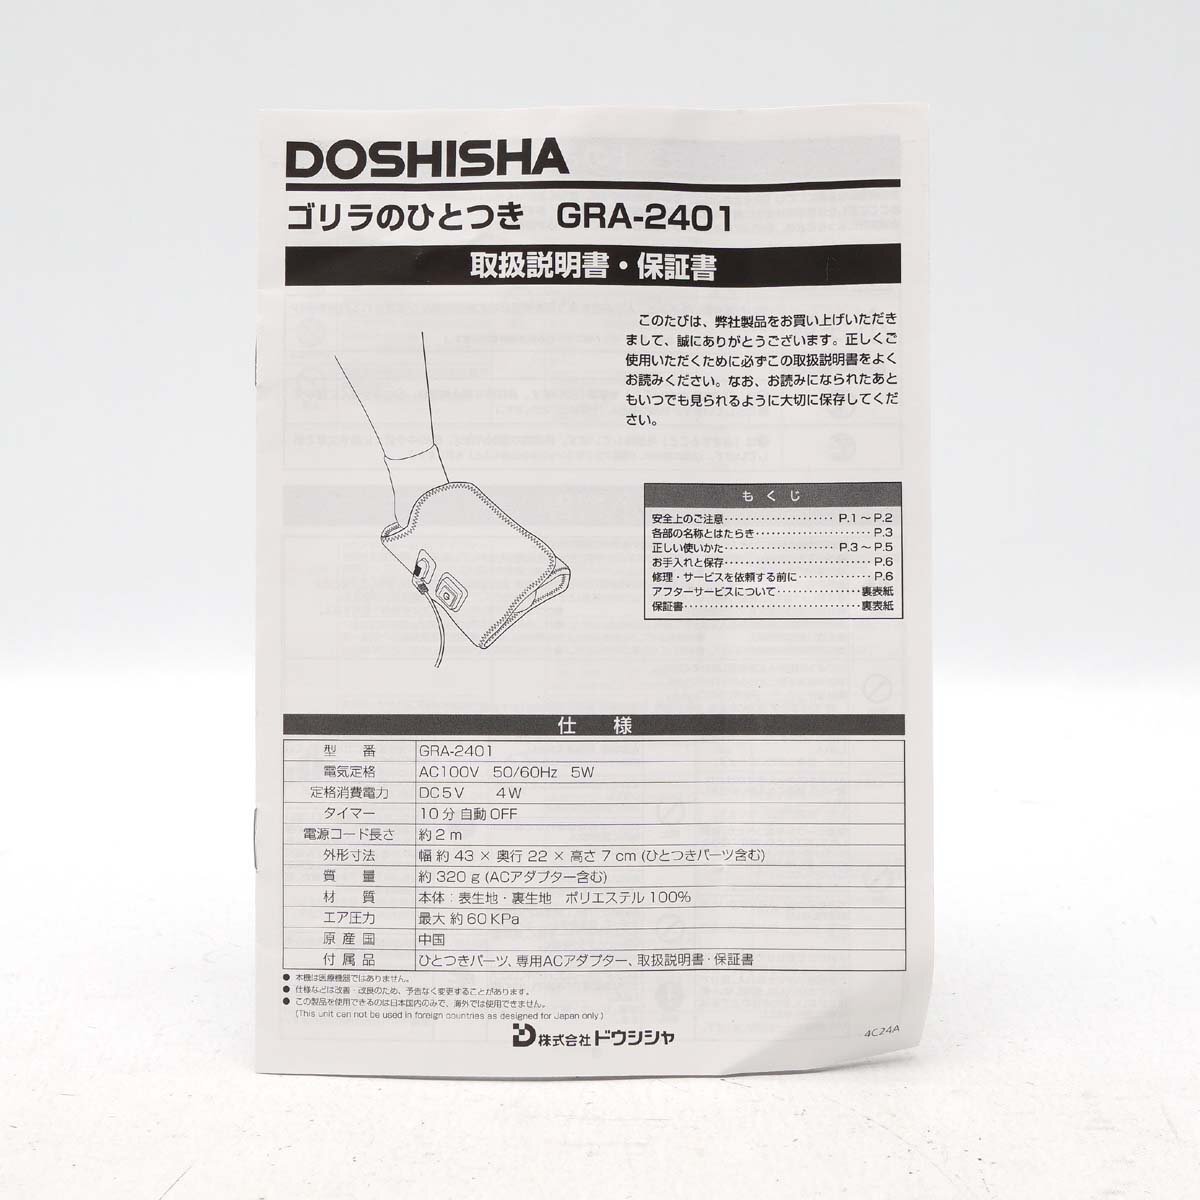 DOSHISHA
ゴリラのひとつき GRA-2401
取扱説明書・保証書
このたびは、弊社製品をお買い上げいただき
まして、誠にありがとうございます。正しくご
使用いただくために必ずこの取扱説明書をよく
お読みください。なお、お読みになられたあと
もいつでも見られるように大切に保存してくだ
さい。
もくじ
安全上のご注意 P.1～P.2
各部の名称とはたらき P.3
正しい使いかた P.3～P.5
お手入れと保存 P.6
修理・サービスを依頼する前に P.6
アフターサービスについて 裏表紙
保証書 裏表紙
仕様
型番 GRA-2401
電気定格 AC100V 50/60Hz 5W
定格消費電力 DC5V 4W
タイマー 10分 自動OFF
電源コード長さ 約2m
外形寸法 幅 約43×奥行22×高さ7cm (ひとつきパーツ含む)
質量 約320g (ACアダプター含む)
材質 本体：表生地・裏生地 ポリエステル100%
エア圧力 最大 約60KPa
原産国 中国
付属品 ひとつきパーツ、専用ACアダプター、取扱説明書・保証書
● 本機は医療機器ではありません。
● 仕様などは改善・改良のため、予告なく変更することがあります。
● この製品を使用できるのは日本国内のみで、海外では使用できません。
(This unit can not be used in foreign countries as designed for Japan only)
株式会社ドウシシャ
4C24A